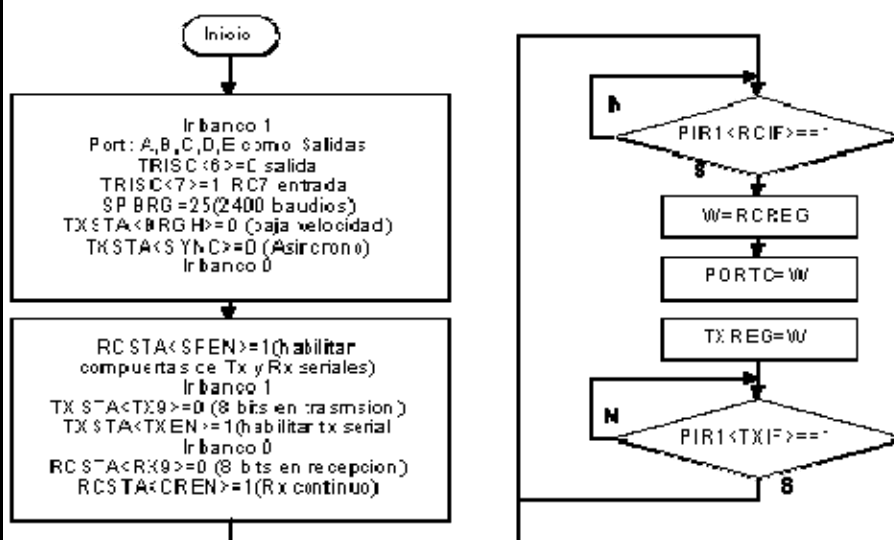 Inicio
Ir banco 1
Port: A,B,C,D,E como Salidas
TRISC<6>=0 salida
TRISC<7>=1 RC7 entrada
SPBRG=25(2400 baudios)
TXSTA<BRGH>=0 (baja velocidad)
TXSTA<SYNC>=0 (Asincrono)
Ir banco 0
RCSTA<SPEN>=1(habilitar
compuertas de Tx y Rx seriales)
Ir banco 1
TXSTA<TX9>=0 (8 bits en trasmsion)
TXSTA<TXEN>=1(habilitar tx serial
Ir banco 0
RCSTA<RX9>=0 (8 bits en recepcion)
RCSTA<CREN>=1(Rx continuo)
N
PIR1<RCIF>==1
S
W=RCREG
PORTC=W
TXREG=W
N
PIR1<TXIF>==1
S